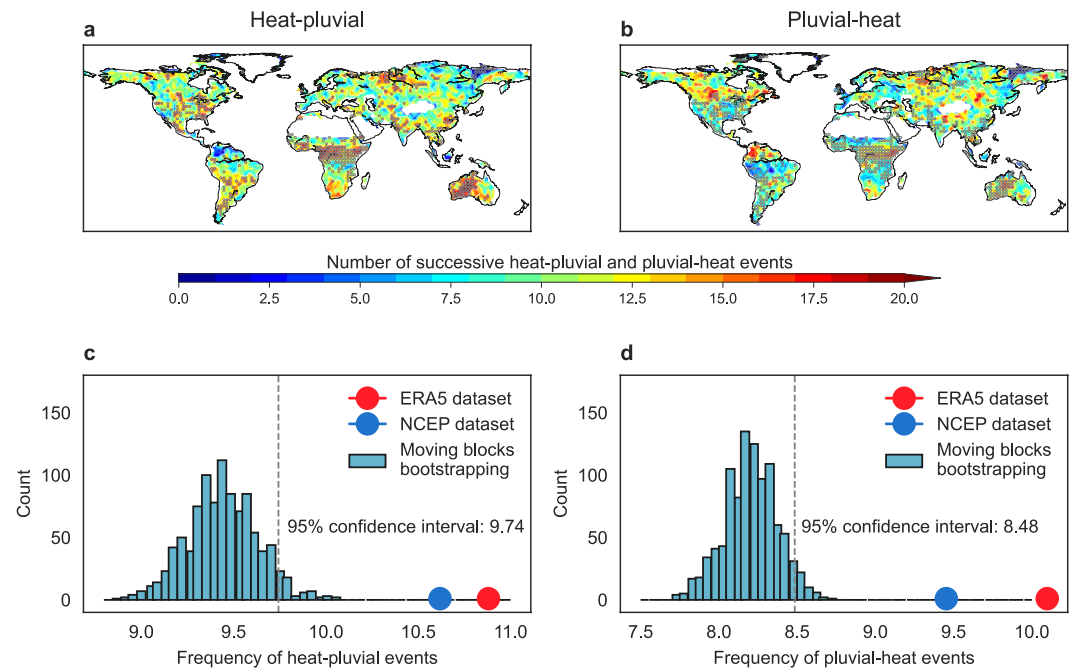 Heat-pluvial
Pluvial-heat
a
b
Number of successive heat-pluvial and pluvial-heat events
0.0 2.5 5.0 7.5 10.0 12.5 15.0 17.5 20.0
c
d
ERA5 dataset
NCEP dataset
Moving blocks
bootstrapping
95% confidence interval: 9.74
150
100
50
0
Count
9.0 9.5 10.0 10.5 11.0
Frequency of heat-pluvial events
ERA5 dataset
NCEP dataset
Moving blocks
bootstrapping
95% confidence interval: 8.48
150
100
50
0
Count
7.5 8.0 8.5 9.0 9.5 10.0
Frequency of pluvial-heat events